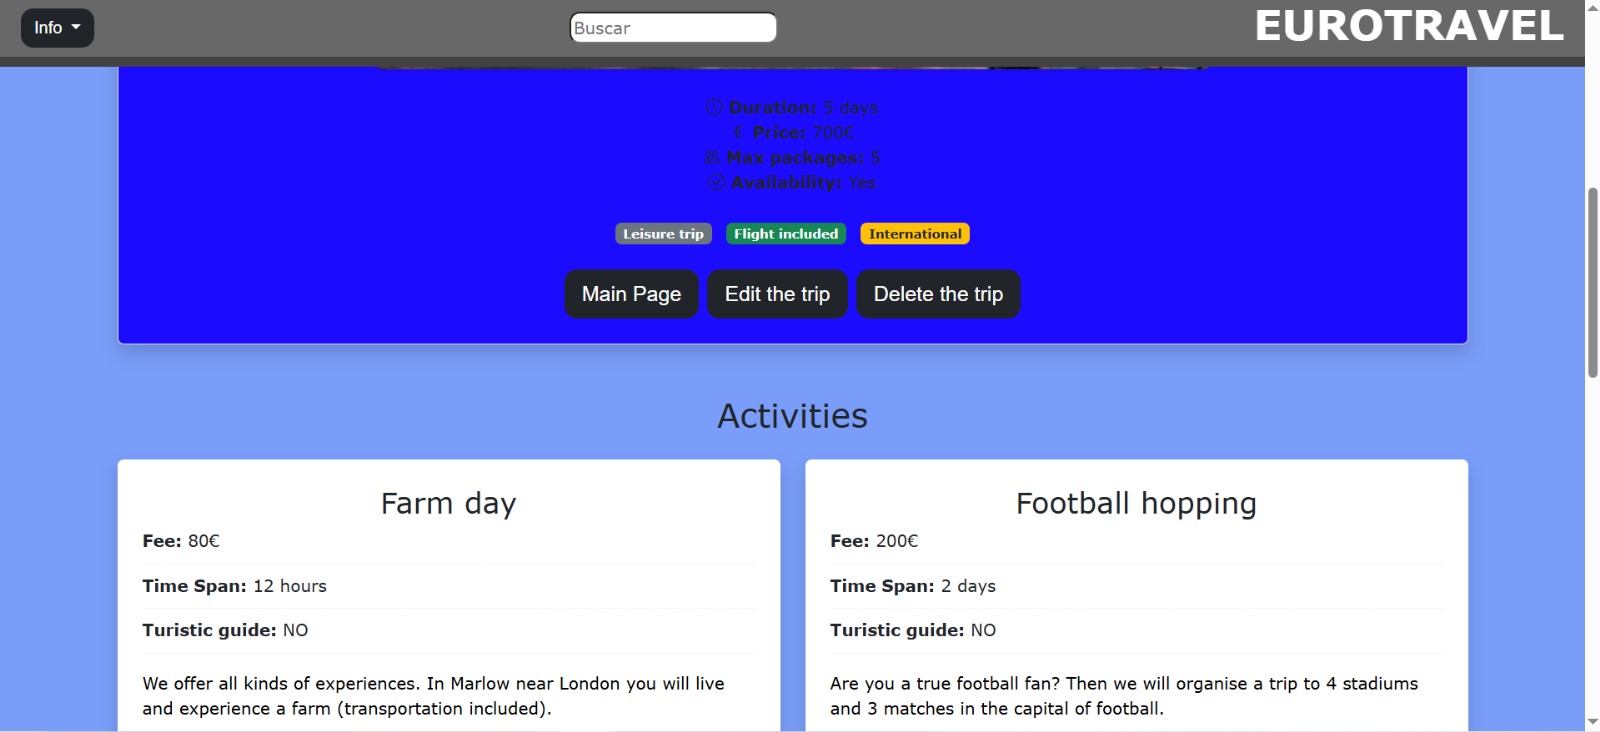 Info
Buscar
EUROTRAVEL
Duration: 5 days
€ Price: 700€
Max packages: 5
Availability: Yes
Leisure trip Flight included International
Main Page Edit the trip Delete the trip
Activities
Farm day
Fee: 80€
Time Span: 12 hours
Turistic guide: NO
We offer all kinds of experiences. In Marlow near London you will live
and experience a farm (transportation included).
Football hopping
Fee: 200€
Time Span: 2 days
Turistic guide: NO
Are you a true football fan? Then we will organise a trip to 4 stadiums
and 3 matches in the capital of football.